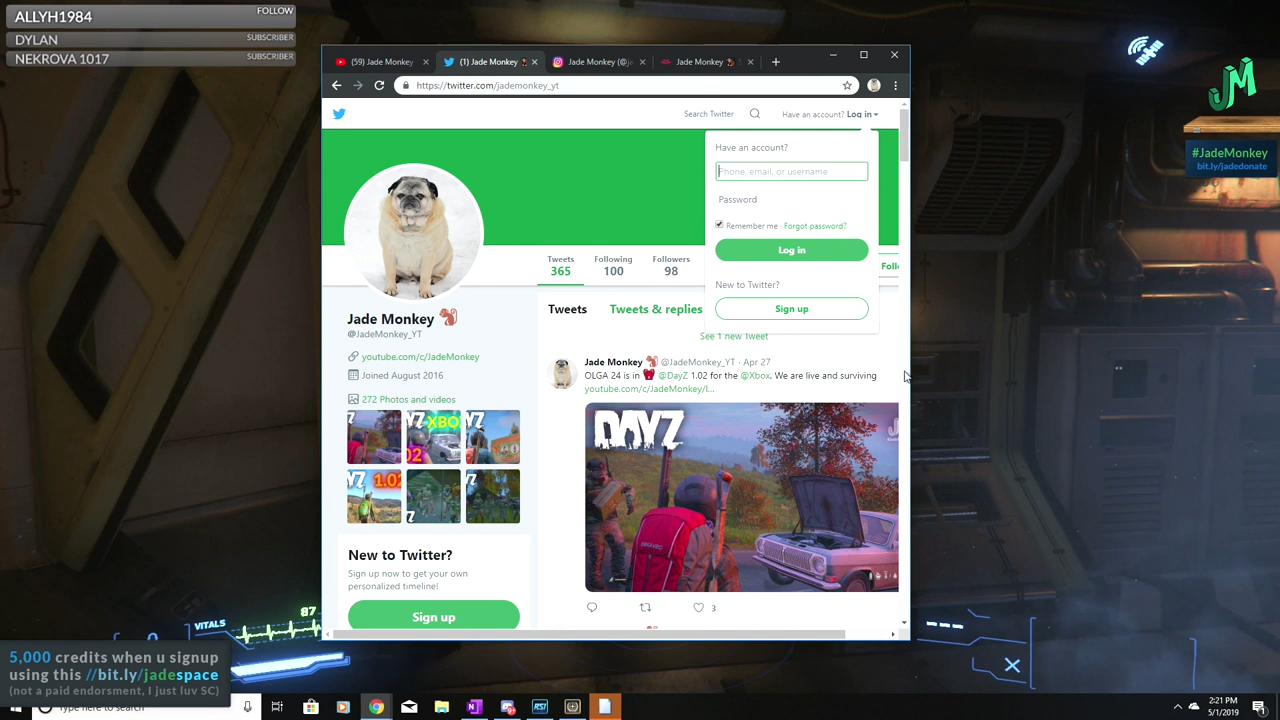 ALLYH1984 FOLLOW
DYLAN SUBSCRIBER
NEKROVA 1017 SUBSCRIBER
(59) Jade Monkey
(1) Jade Monkey
Jade Monkey (@j
Jade Monkey
https://twitter.com/jademonkey_yt
Search Twitter
Have an account? Log in
Have an account?
Phone, email, or username
Password
Remember me · Forgot password?
Log in
New to Twitter?
Sign up
Tweets 365
Following 100
Followers 98
Follo
Jade Monkey
@JadeMonkey_YT
youtube.com/c/JadeMonkey
Joined August 2016
272 Photos and videos
Tweets
Tweets & replies
See 1 new Tweet
Jade Monkey @JadeMonkey_YT · Apr 27
OLGA 24 is in @DayZ 1.02 for the @Xbox. We are live and surviving
youtube.com/c/JadeMonkey/l...
DAYZ
3
New to Twitter?
Sign up now to get your own
personalized timeline!
Sign up
JM
#JadeMonkey
bit.ly/jadedonate
VITALS
87
0
5,000 credits when u signup
using this //bit.ly/jadespace
(not a paid endorsment, I just luv SC)
Type here to search
RSI
2:21 PM
5/1/2019